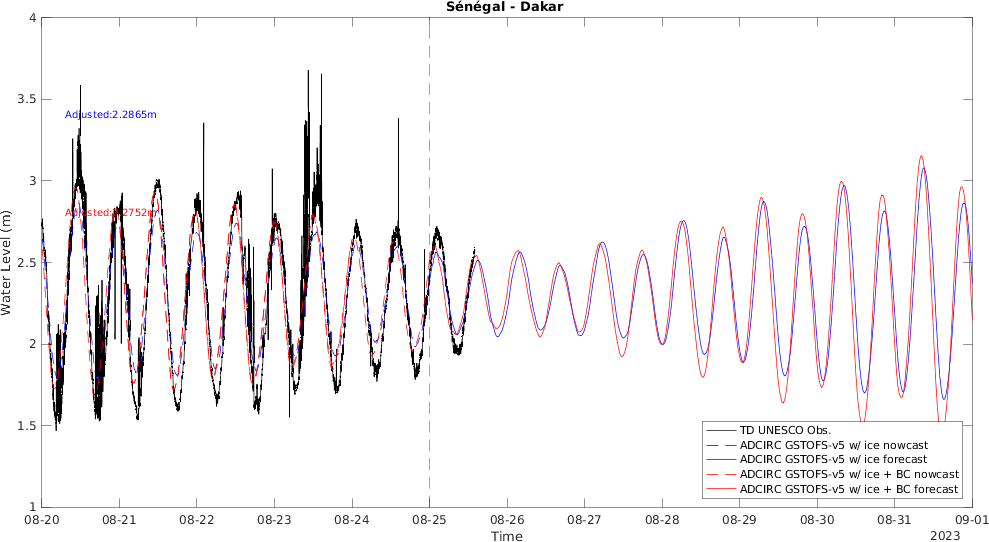 Sénégal - Dakar
4
3.5
3
2.5
2
1.5
1
Water Level (m)
Adjusted:2.2865m
08-20
08-21
08-22
08-23
08-24
08-25
08-26
08-27
08-28
08-29
08-30
08-31
09-01
Time
2023
TD UNESCO Obs.
ADCIRC GSTOFS-v5 w/ ice nowcast
ADCIRC GSTOFS-v5 w/ ice forecast
ADCIRC GSTOFS-v5 w/ ice + BC nowcast
ADCIRC GSTOFS-v5 w/ ice + BC forecast